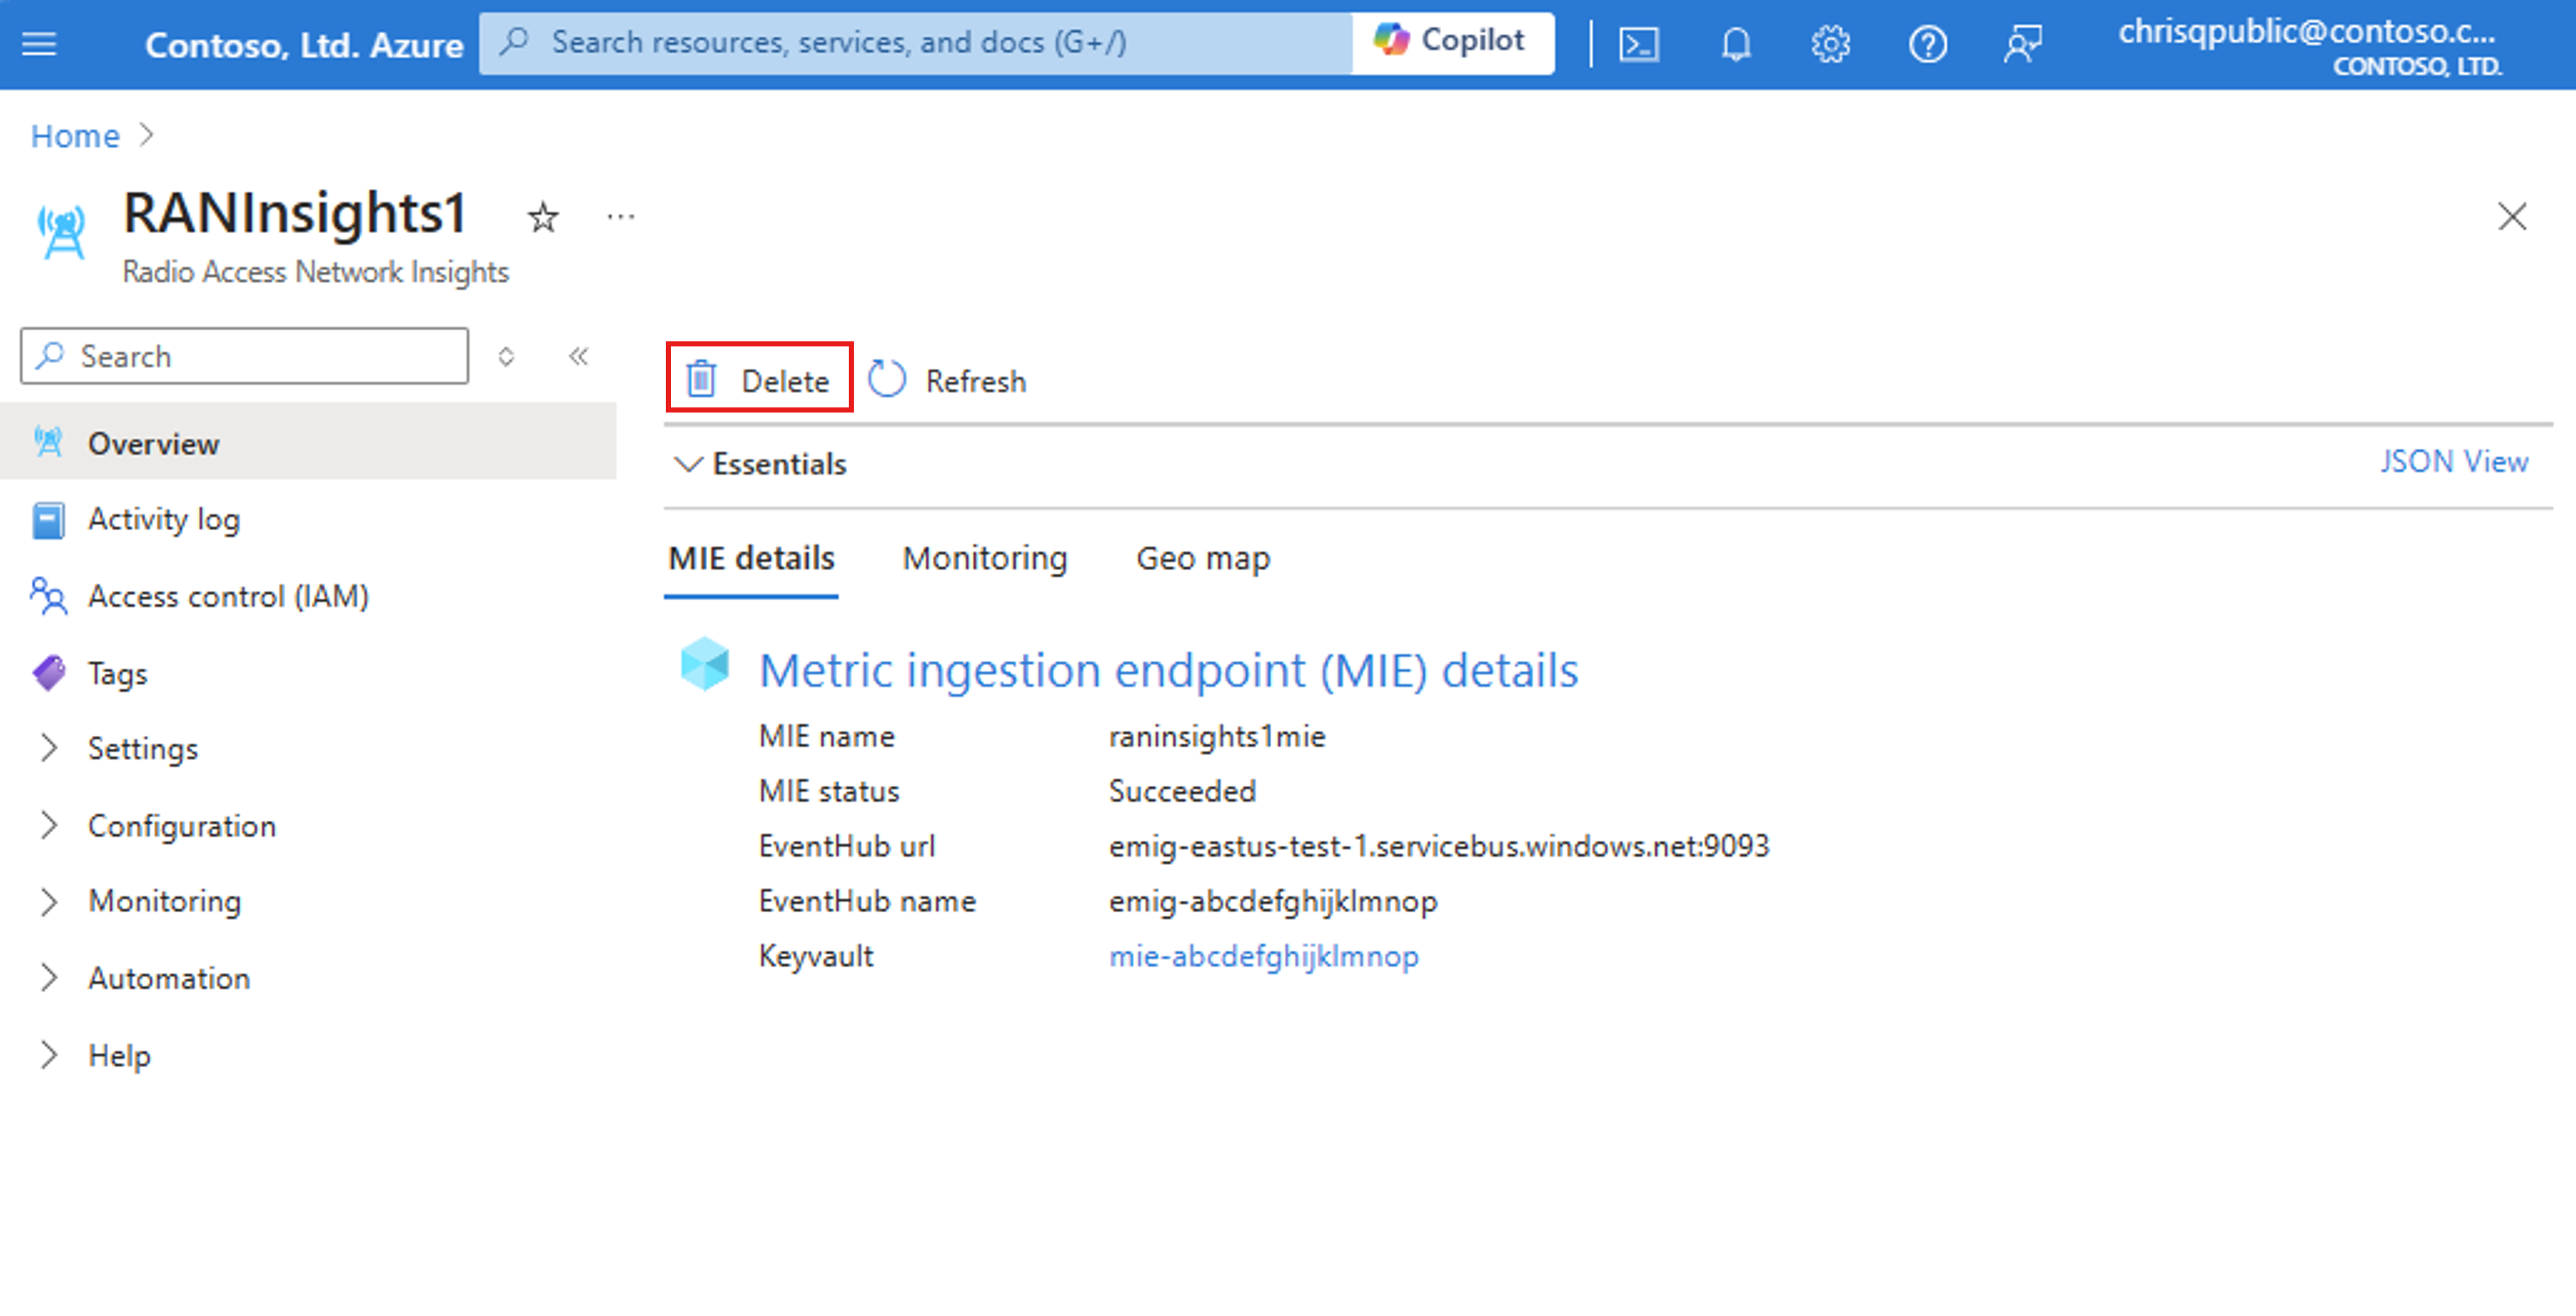 Contoso, Ltd. Azure
Search resources, services, and docs (G+/)
Copilot
chrisqpublic@contoso.c...
CONTOSO, LTD.
Home
RANInsights1
Radio Access Network Insights
Search
Delete
Refresh
Overview
Essentials
JSON View
Activity log
Access control (IAM)
Tags
Settings
Configuration
Monitoring
Automation
Help
MIE details
Monitoring
Geo map
Metric ingestion endpoint (MIE) details
MIE name raninsights1mie
MIE status Succeeded
EventHub url emig-eastus-test-1.servicebus.windows.net:9093
EventHub name emig-abcdefghijklmnop
Keyvault mie-abcdefghijklmnop